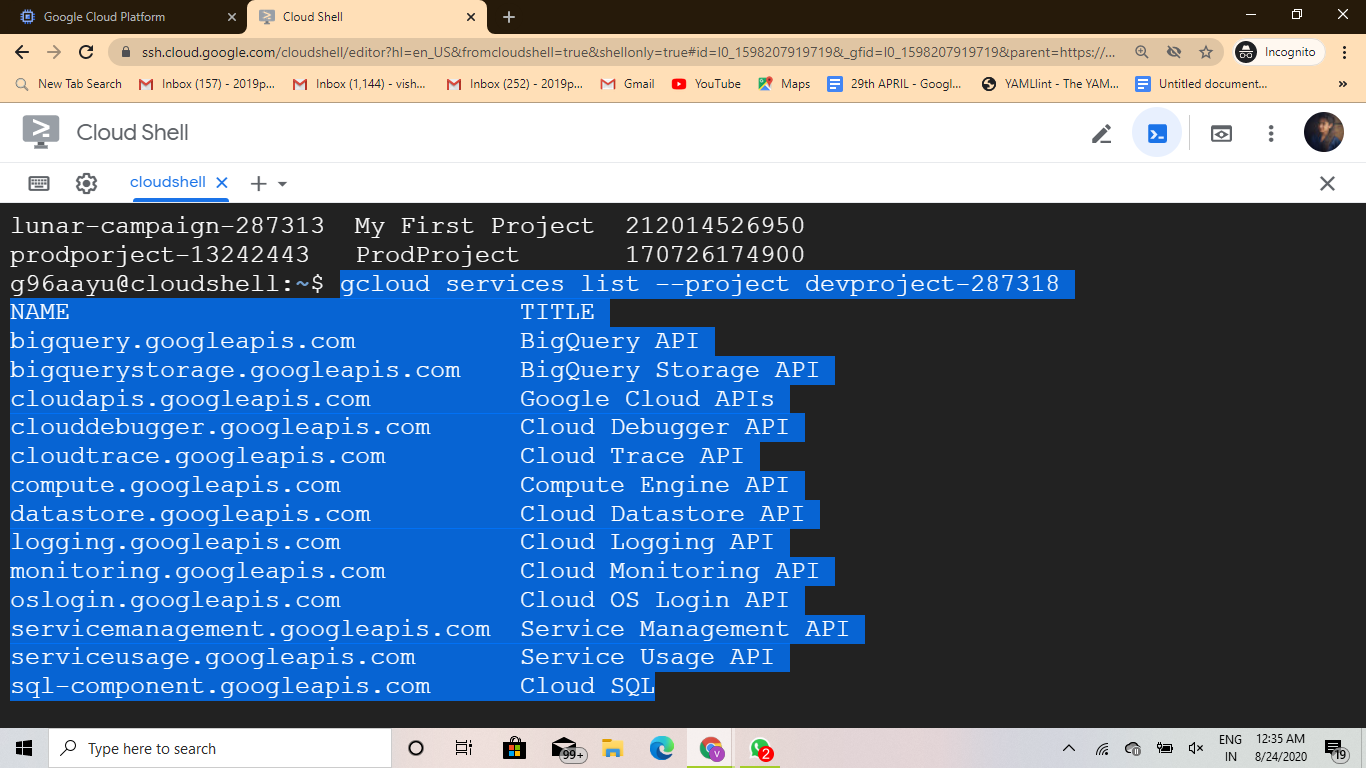 Google Cloud Platform
Cloud Shell
ssh.cloud.google.com/cloudshell/editor?hl=en_US&fromcloudshell=true&shellonly=true#id=I0_1598207919719&_gfid=I0_1598207919719&parent=https://...
Incognito
New Tab Search
Inbox (157) - 2019p...
Inbox (1,144) - vish...
Inbox (252) - 2019p...
Gmail
YouTube
Maps
29th APRIL - Googl...
YAMLlint - The YAM...
Untitled document...
Cloud Shell
cloudshell
lunar-campaign-287313 My First Project 212014526950
prodporject-13242443 ProdProject 170726174900
g96aayu@cloudshell:~$ gcloud services list --project devproject-287318
NAME TITLE
bigquery.googleapis.com BigQuery API
bigquerystorage.googleapis.com BigQuery Storage API
cloudapis.googleapis.com Google Cloud APIs
clouddebugger.googleapis.com Cloud Debugger API
cloudtrace.googleapis.com Cloud Trace API
compute.googleapis.com Compute Engine API
datastore.googleapis.com Cloud Datastore API
logging.googleapis.com Cloud Logging API
monitoring.googleapis.com Cloud Monitoring API
oslogin.googleapis.com Cloud OS Login API
servicemanagement.googleapis.com Service Management API
serviceusage.googleapis.com Service Usage API
sql-component.googleapis.com Cloud SQL
Type here to search
99+
V
2
ENG
IN
12:35 AM
8/24/2020
19